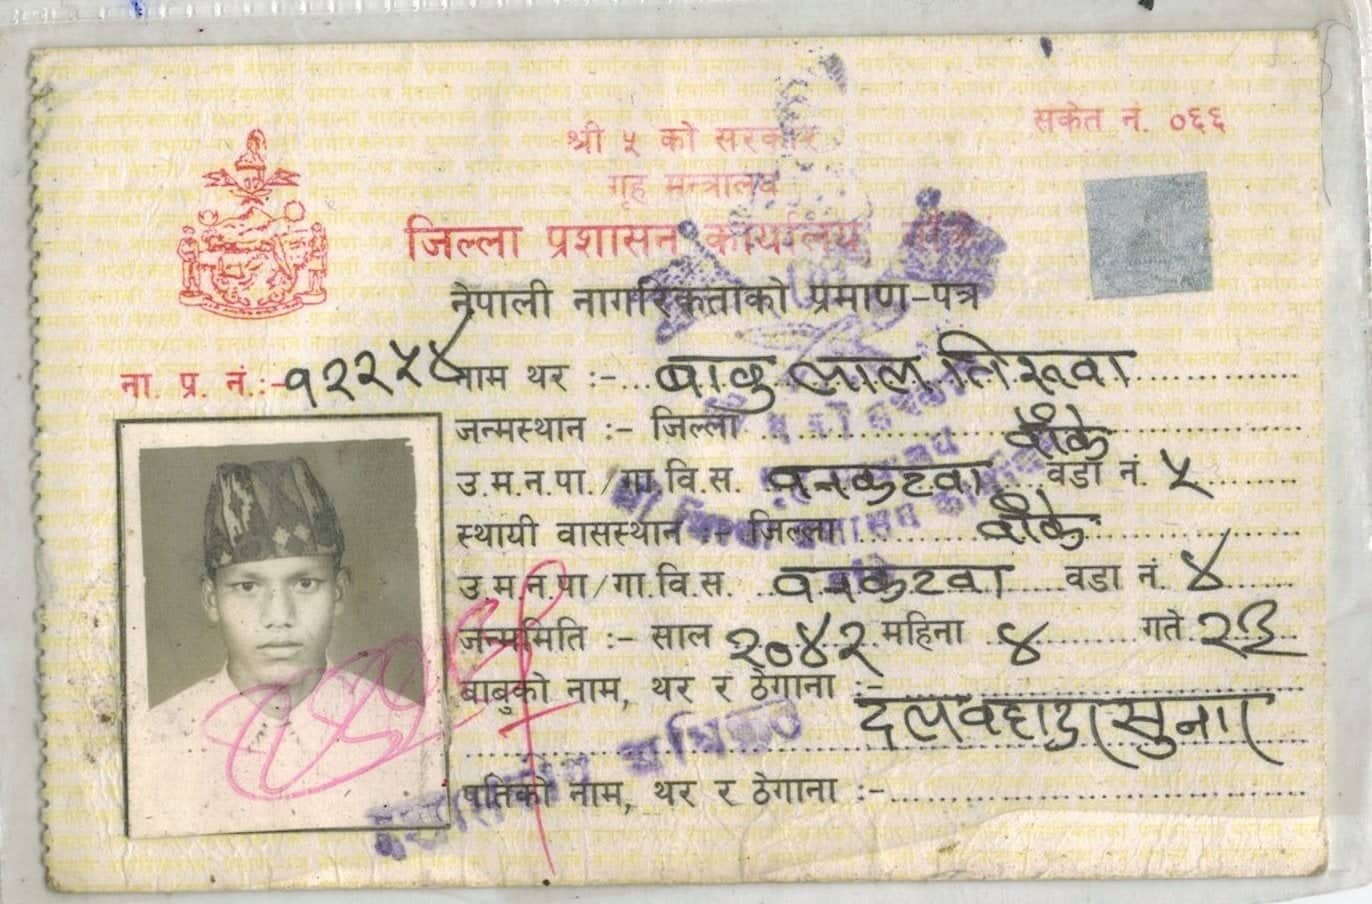 संकेत नं. ०६६
श्री ५ को सरकार
गृह मन्त्रालय
जिल्ला प्रशासन कार्यालय
नेपाली नागरिकताको प्रमाण-पत्र
ना. प्र. नं.:- १२२५४
नाम थर :- बाबु लाल
जन्मस्थान :- जिल्ला बाँके
उ.म.न.पा./गा.वि.स. वनकटवा वडा नं. ५
स्थायी वासस्थान :- जिल्ला बाँके
उ.म.न.पा/गा.वि.स. वनकटवा वडा नं. ४
जन्ममिति :- साल २०४२ महिना ४ गते २३
बाबुको नाम, थर र ठेगाना :-
दलवहादुर सुनार
पतिको नाम, थर र ठेगाना :-